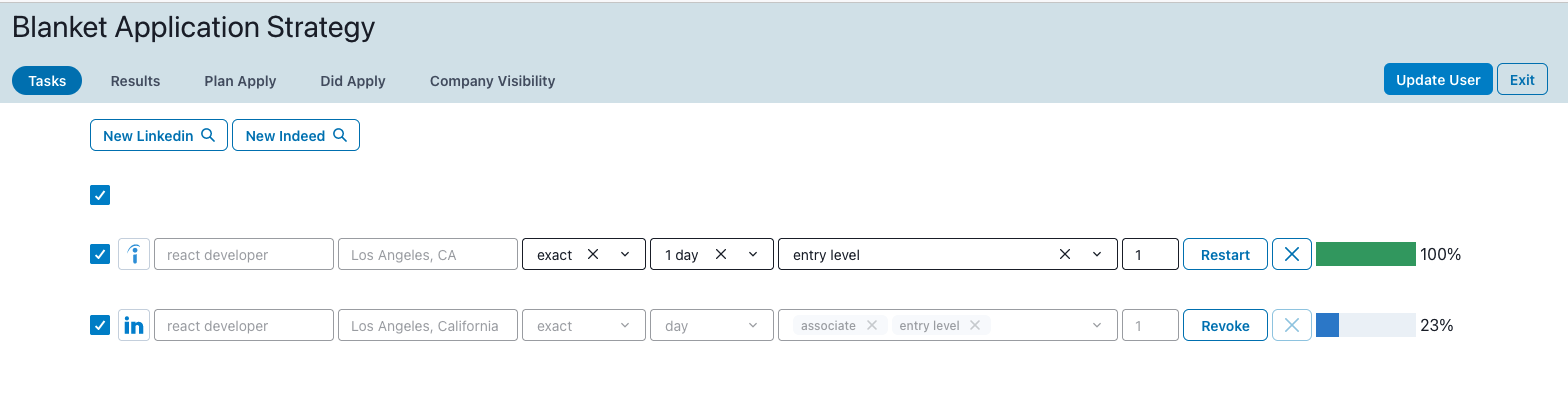 Blanket Application Strategy
Tasks Results Plan Apply Did Apply Company Visibility Update User Exit
New Linkedin New Indeed
react developer Los Angeles, CA exact 1 day entry level 1 Restart 100%
in react developer Los Angeles, California exact day associate entry level 1 Revoke 23%